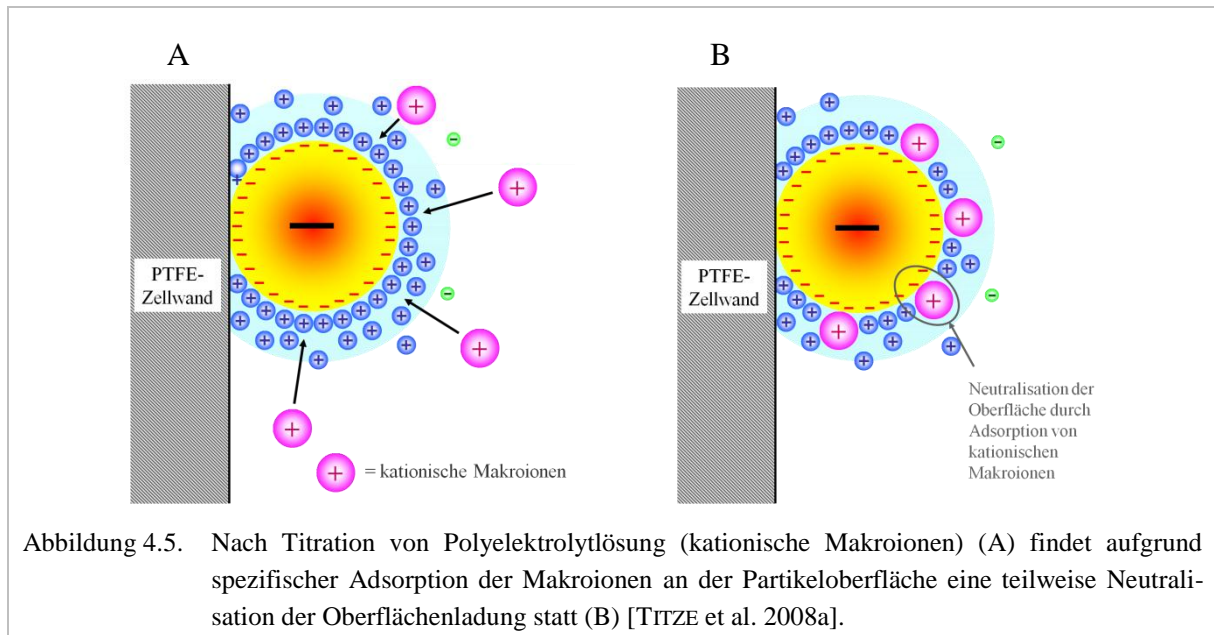 A
B
PTFE-
Zellwand
PTFE-
Zellwand
Neutralisation der
Oberfläche durch
Adsorption von
kationischen
Makroionen
= kationische Makroionen
Abbildung 4.5. Nach Titration von Polyelektrolytlösung (kationische Makroionen) (A) findet aufgrund
spezifischer Adsorption der Makroionen an der Partikeloberfläche eine teilweise Neutrali-
sation der Oberflächenladung statt (B) [TITZE et al. 2008a].